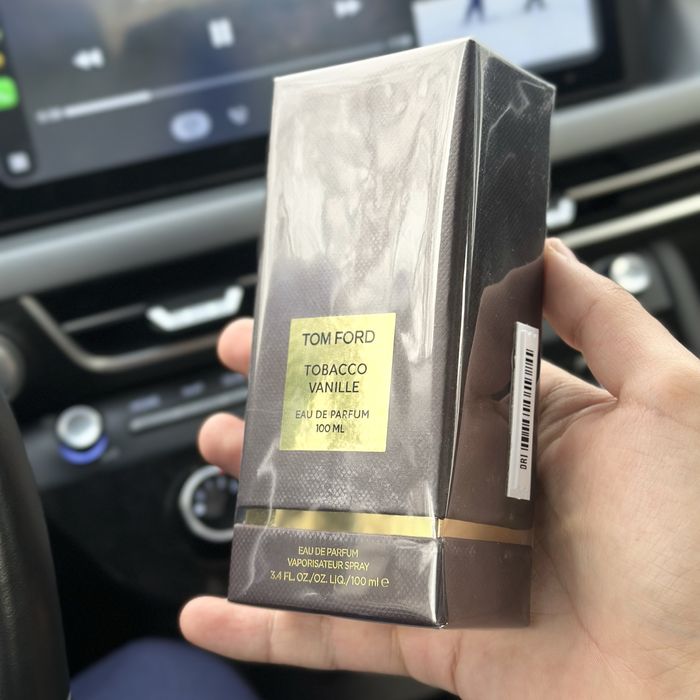 TOM FORD
TOBACCO
VANILLE
EAU DE PARFUM
100 ML
EAU DE PARFUM
VAPORISATEUR SPRAY
3.4 FL. OZ./OZ. LIQ./100 ml ℮
DRI